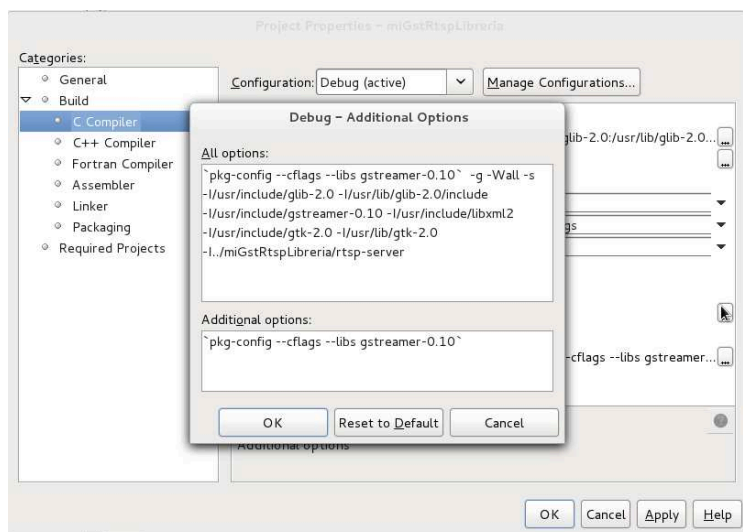 Project Properties - miGstRtspLibreria
Categories:
General
Build
C Compiler
C++ Compiler
Fortran Compiler
Assembler
Linker
Packaging
Required Projects
Configuration: Debug (active)
Manage Configurations...
glib-2.0:/usr/lib/glib-2.0...
...
gs
-cflags --libs gstreamer...
Additional options
Debug - Additional Options
All options:
`pkg-config --cflags --libs gstreamer-0.10` -g -Wall -s
-I/usr/include/glib-2.0 -I/usr/lib/glib-2.0/include
-I/usr/include/gstreamer-0.10 -I/usr/include/libxml2
-I/usr/include/gtk-2.0 -I/usr/lib/gtk-2.0
-I../miGstRtspLibreria/rtsp-server
Additional options:
`pkg-config --cflags --libs gstreamer-0.10`
OK
Reset to Default
Cancel
OK
Cancel
Apply
Help